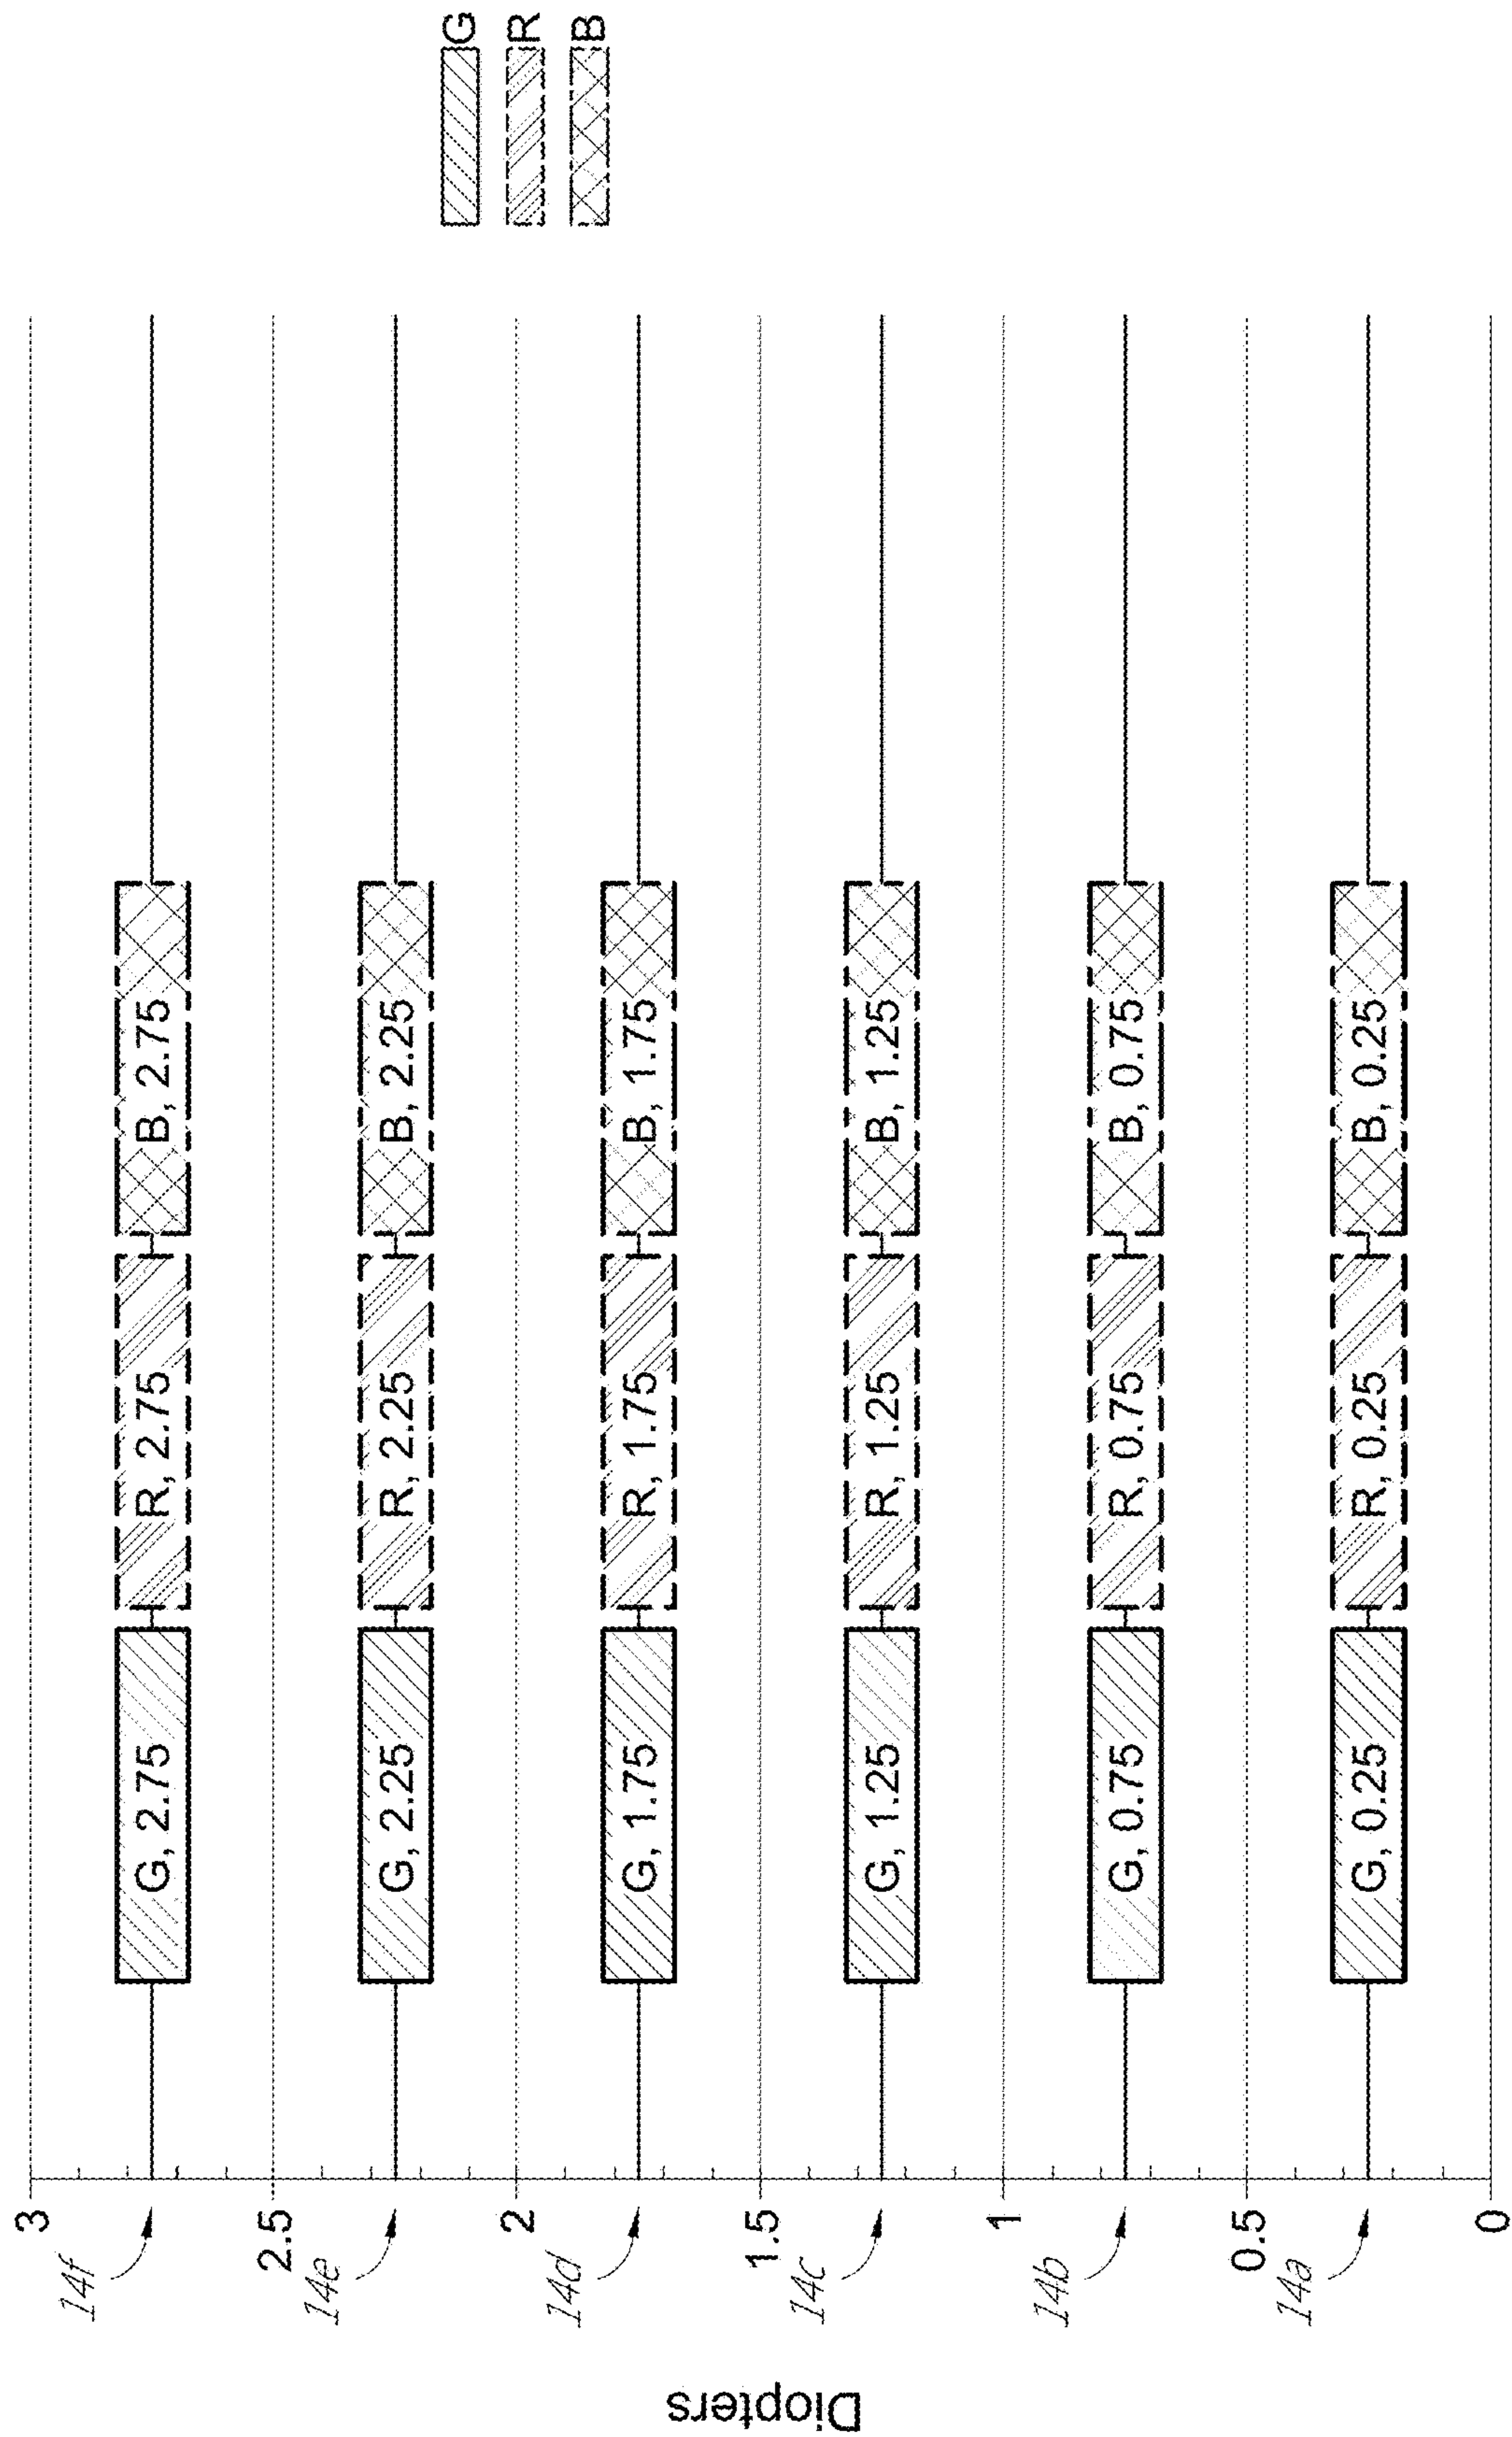 Diopters
3
14f
G, 2.75 R, 2.75 B, 2.75
2.5
14e
G, 2.25 R, 2.25 B, 2.25
2
14d
G, 1.75 R, 1.75 B, 1.75
1.5
14c
G, 1.25 R, 1.25 B, 1.25
1
14b
G, 0.75 R, 0.75 B, 0.75
0.5
14a
G, 0.25 R, 0.25 B, 0.25
0
G
R
B